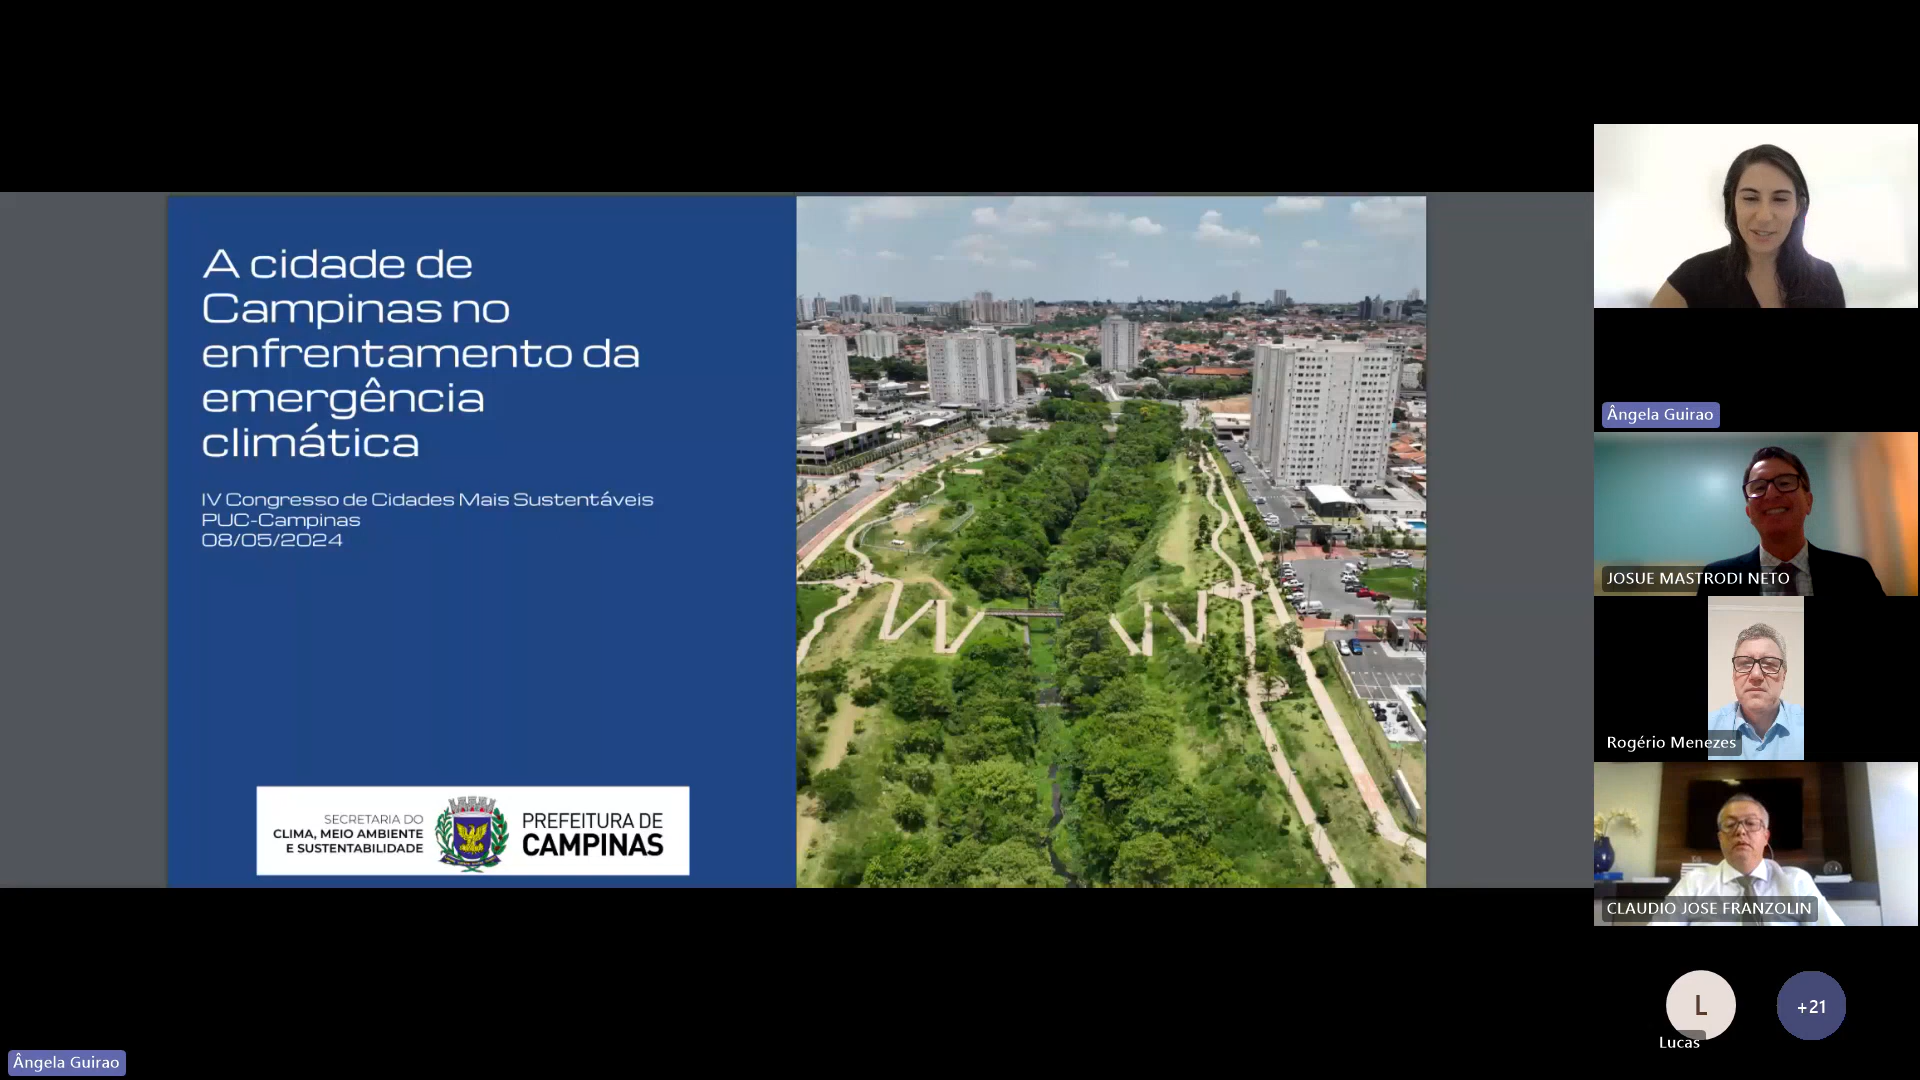 A cidade de
Campinas no
enfrentamento da
emergência
climática
IV Congresso de Cidades Mais Sustentáveis
PUC-Campinas
08/05/2024
SECRETARIA DO
CLIMA, MEIO AMBIENTE
E SUSTENTABILIDADE
PREFEITURA DE
CAMPINAS
Ângela Guirao
JOSUE MASTRODI NETO
Rogério Menezes
CLAUDIO JOSE FRANZOLIN
L
+21
Lucas
Ângela Guirao